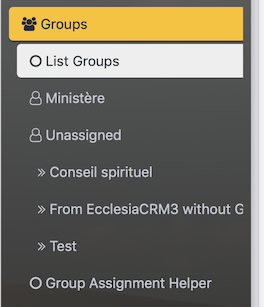 Groups
List Groups
Ministère
Unassigned
Conseil spirituel
From EcclesiaCRM3 without G
Test
Group Assignment Helper